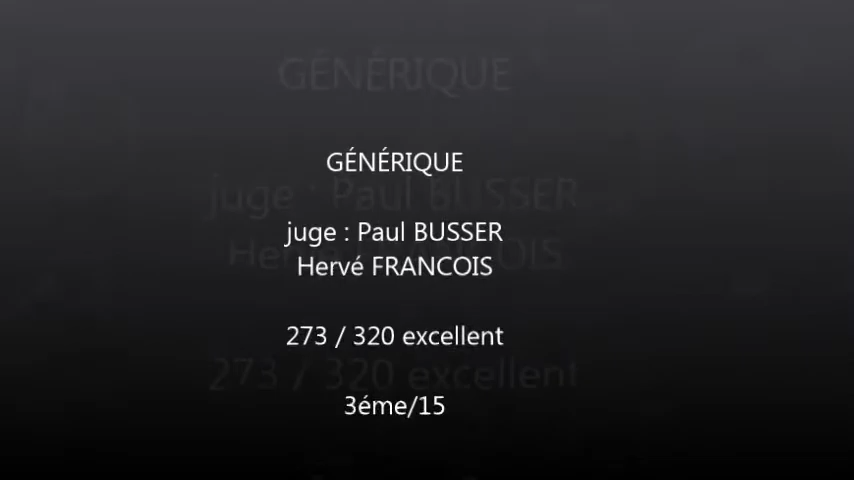 GÉNÉRIQUE
juge : Paul BUSSER
Hervé FRANCOIS
273 / 320 excellent
3éme/15